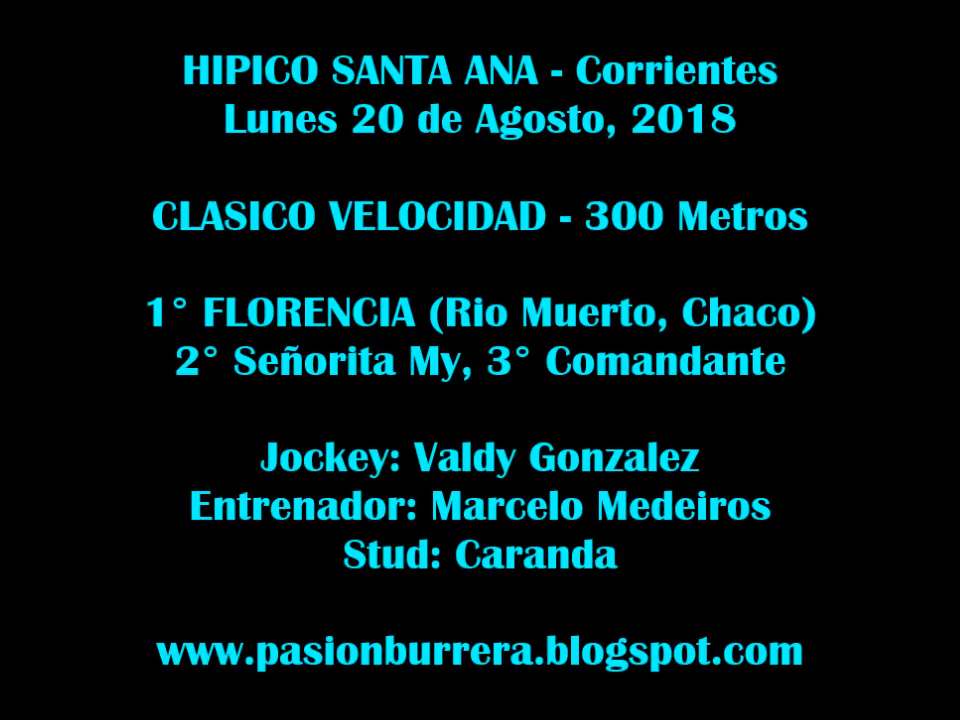 HIPICO SANTA ANA - Corrientes
Lunes 20 de Agosto, 2018
CLASICO VELOCIDAD - 300 Metros
1° FLORENCIA (Rio Muerto, Chaco)
2° Señorita My, 3° Comandante
Jockey: Valdy Gonzalez
Entrenador: Marcelo Medeiros
Stud: Caranda
www.pasionburrera.blogspot.com